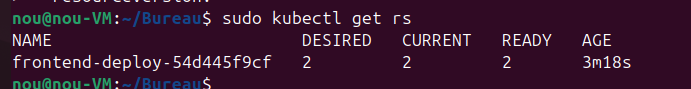 nou@nou-VM:~/Bureau$ sudo kubectl get rs
NAME                        DESIRED   CURRENT   READY   AGE
frontend-deploy-54d445f9cf   2         2         2       3m18s
nou@nou-VM:~/Bureau$